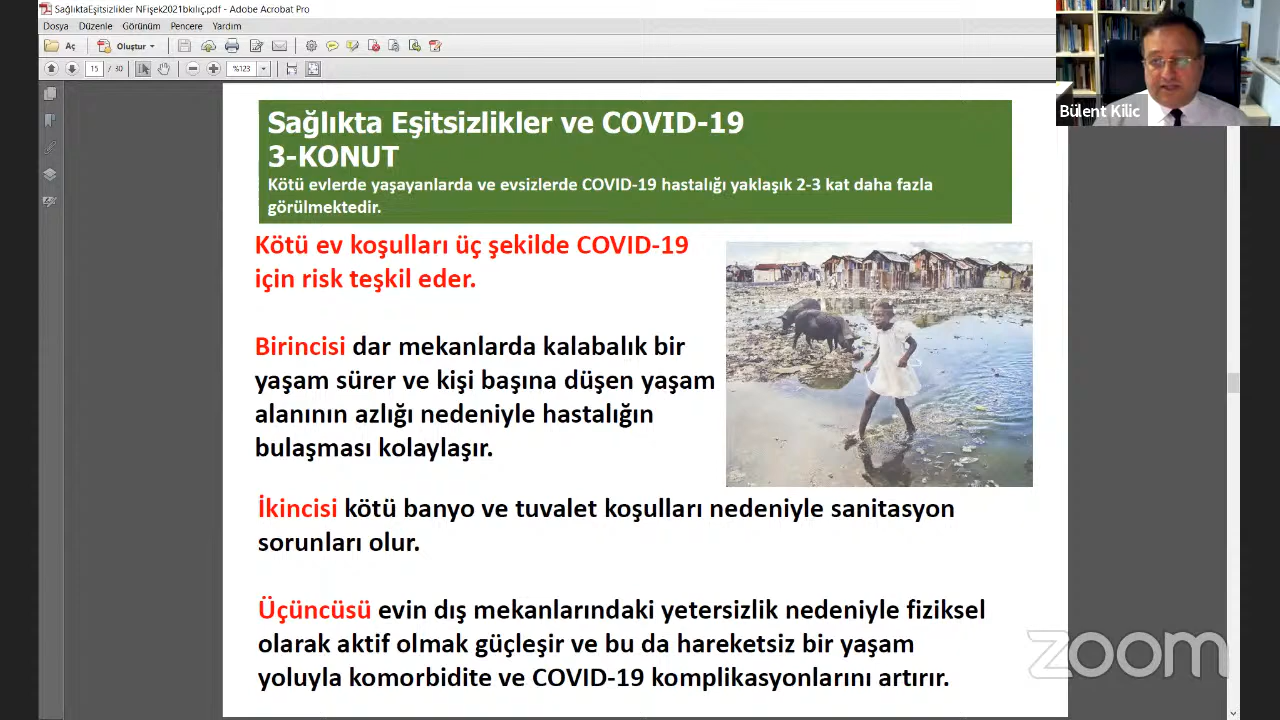 SağlıktaEşitsizlikler NFişek2021bkılıç.pdf - Adobe Acrobat Pro
Dosya Düzenle Görünüm Pencere Yardım
Aç Oluştur
15 / 30 %123
Bülent Kilic
Sağlıkta Eşitsizlikler ve COVID-19
3-KONUT
Kötü evlerde yaşayanlarda ve evsizlerde COVID-19 hastalığı yaklaşık 2-3 kat daha fazla
görülmektedir.
Kötü ev koşulları üç şekilde COVID-19
için risk teşkil eder.
Birincisi dar mekanlarda kalabalık bir
yaşam sürer ve kişi başına düşen yaşam
alanının azlığı nedeniyle hastalığın
bulaşması kolaylaşır.
İkincisi kötü banyo ve tuvalet koşulları nedeniyle sanitasyon
sorunları olur.
Üçüncüsü evin dış mekanlarındaki yetersizlik nedeniyle fiziksel
olarak aktif olmak güçleşir ve bu da hareketsiz bir yaşam
yoluyla komorbidite ve COVID-19 komplikasyonlarını artırır.
zoom